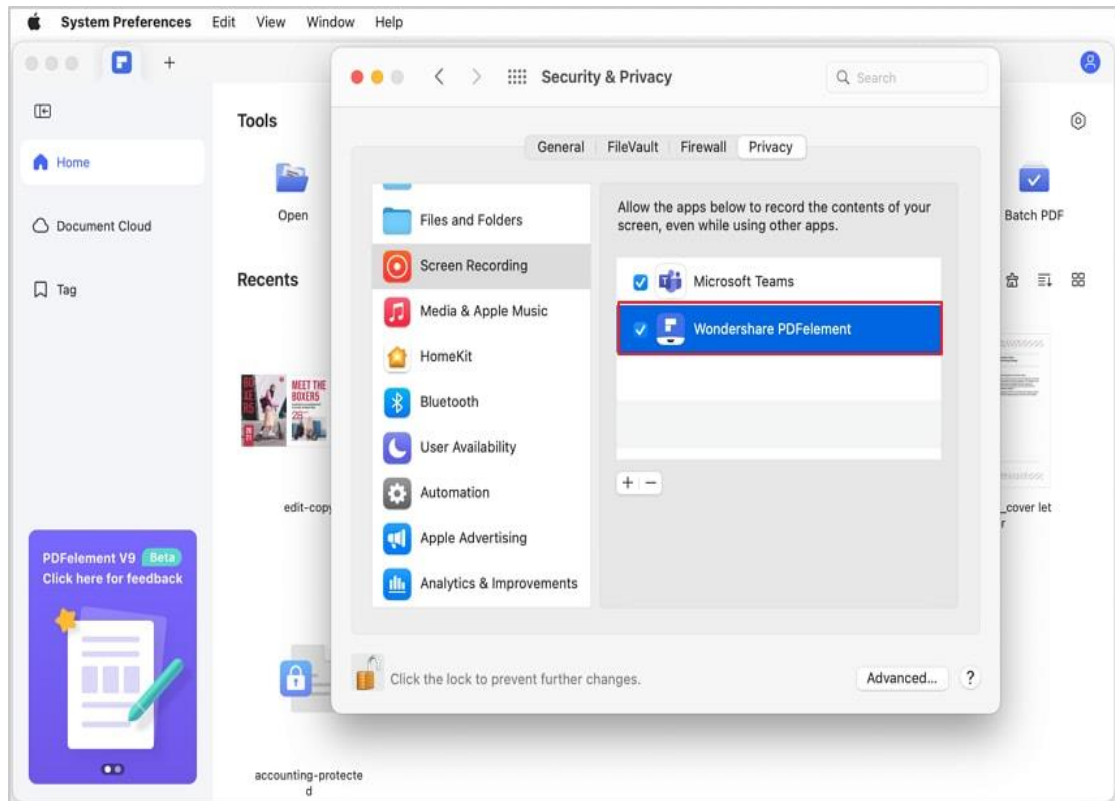 System Preferences Edit View Window Help
Security & Privacy
Search
General FileVault Firewall Privacy
Home
Document Cloud
Tag
Tools
Open
Batch PDF
Recents
MEET THE
BOXERS
28
edit-copy
_cover let
r
accounting-protecte
d
Files and Folders
Screen Recording
Media & Apple Music
HomeKit
Bluetooth
User Availability
Automation
Apple Advertising
Analytics & Improvements
Allow the apps below to record the contents of your
screen, even while using other apps.
Microsoft Teams
Wondershare PDFelement
+ −
Click the lock to prevent further changes.
Advanced... ?
PDFelement V9 Beta
Click here for feedback